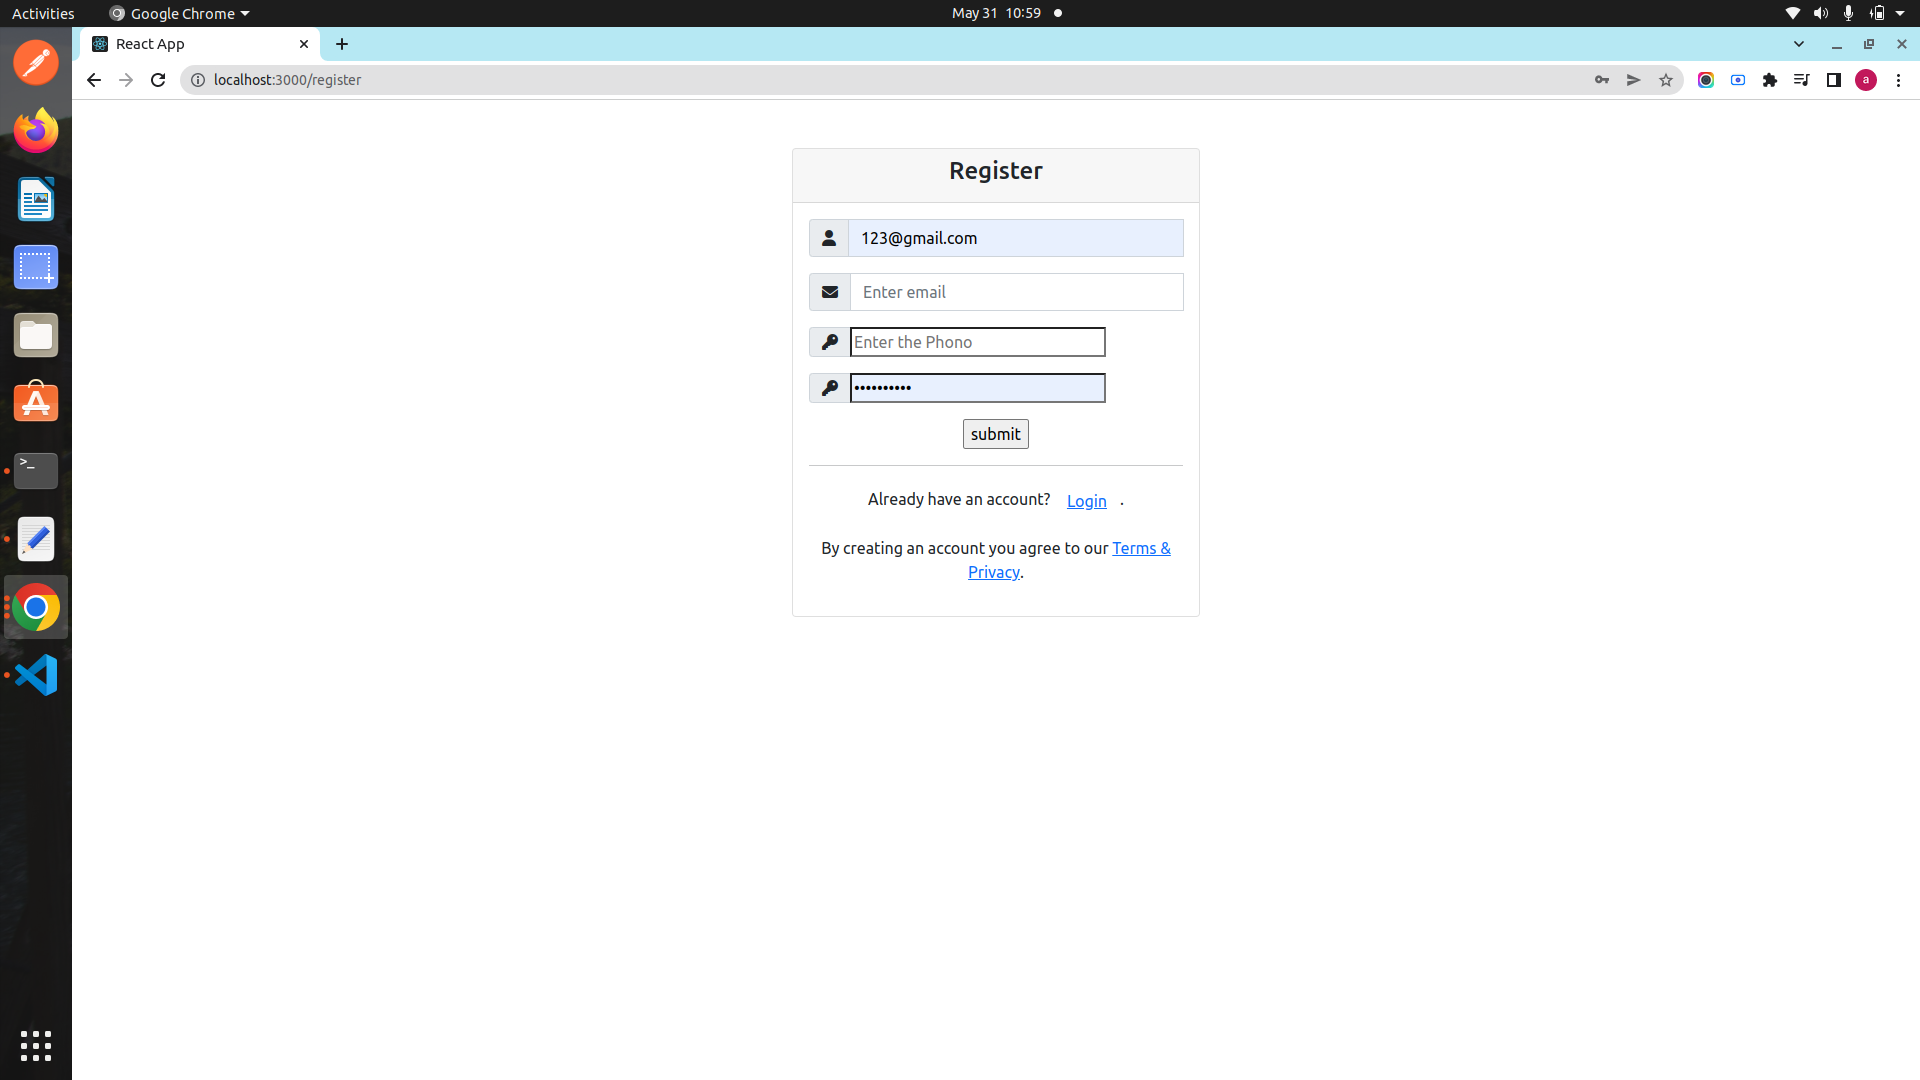 Activities Google Chrome May 31 10:59
React App
localhost:3000/register
a
Register
123@gmail.com
Enter email
Enter the Phono
••••••••••
submit
Already have an account? Login .
By creating an account you agree to our Terms &
Privacy.